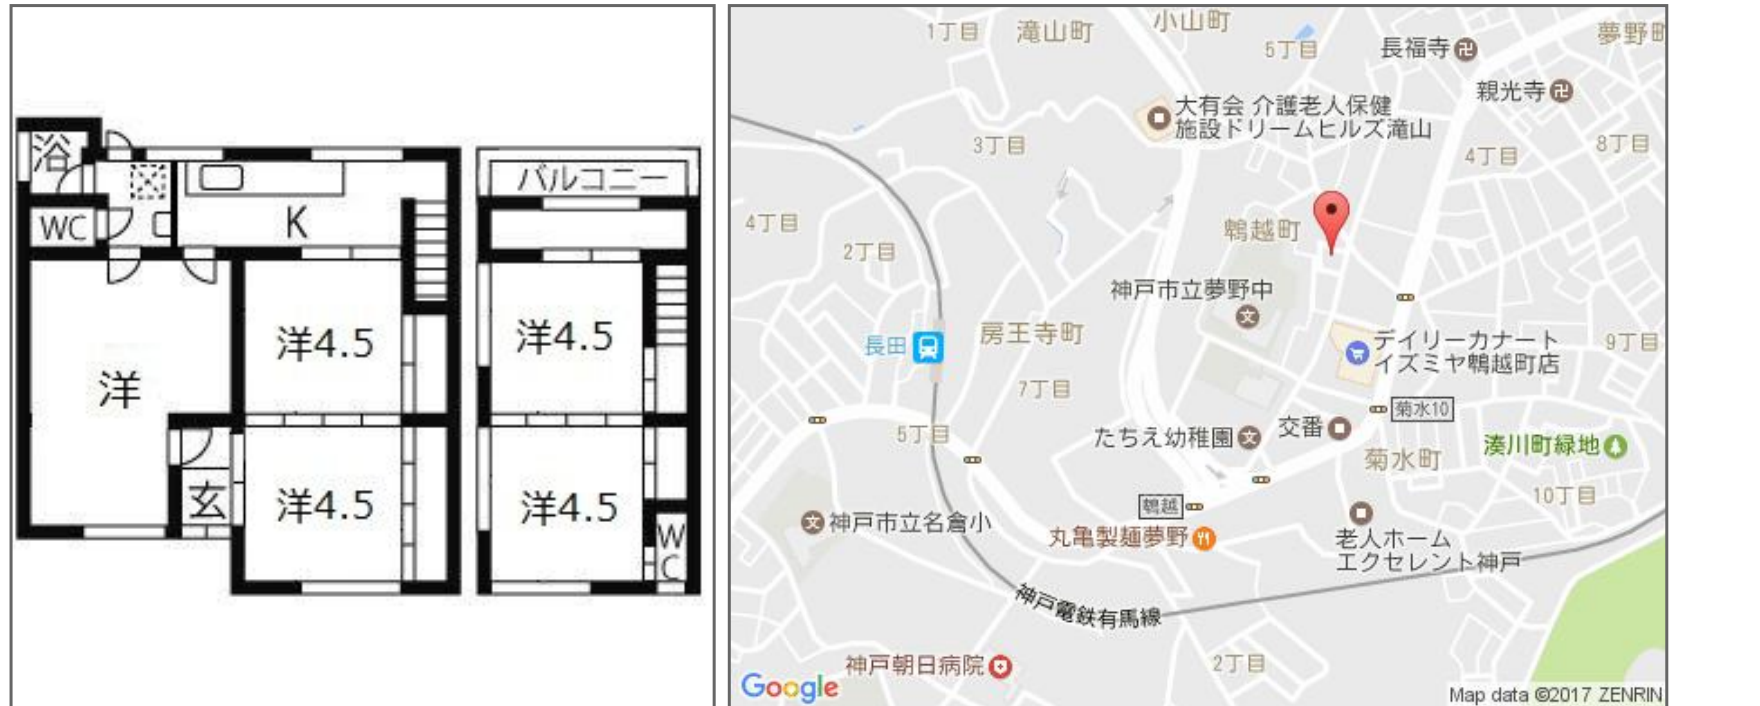 浴
WC
K
洋
洋4.5
玄
洋4.5
バルコニー
洋4.5
洋4.5
WC
1丁目
滝山町
小山町
5丁目
長福寺
夢野町
親光寺
大有会 介護老人保健
施設ドリームヒルズ滝山
3丁目
4丁目
8丁目
4丁目
2丁目
鵯越町
神戸市立夢野中
長田
房王寺町
デイリーカナート
イズミヤ鵯越町店
9丁目
7丁目
菊水10
5丁目
たちえ幼稚園
交番
湊川町緑地
菊水町
10丁目
鵯越
神戸市立名倉小
丸亀製麺夢野
老人ホーム
エクセレント神戸
神戸電鉄有馬線
神戸朝日病院
2丁目
Google
Map data ©2017 ZENRIN